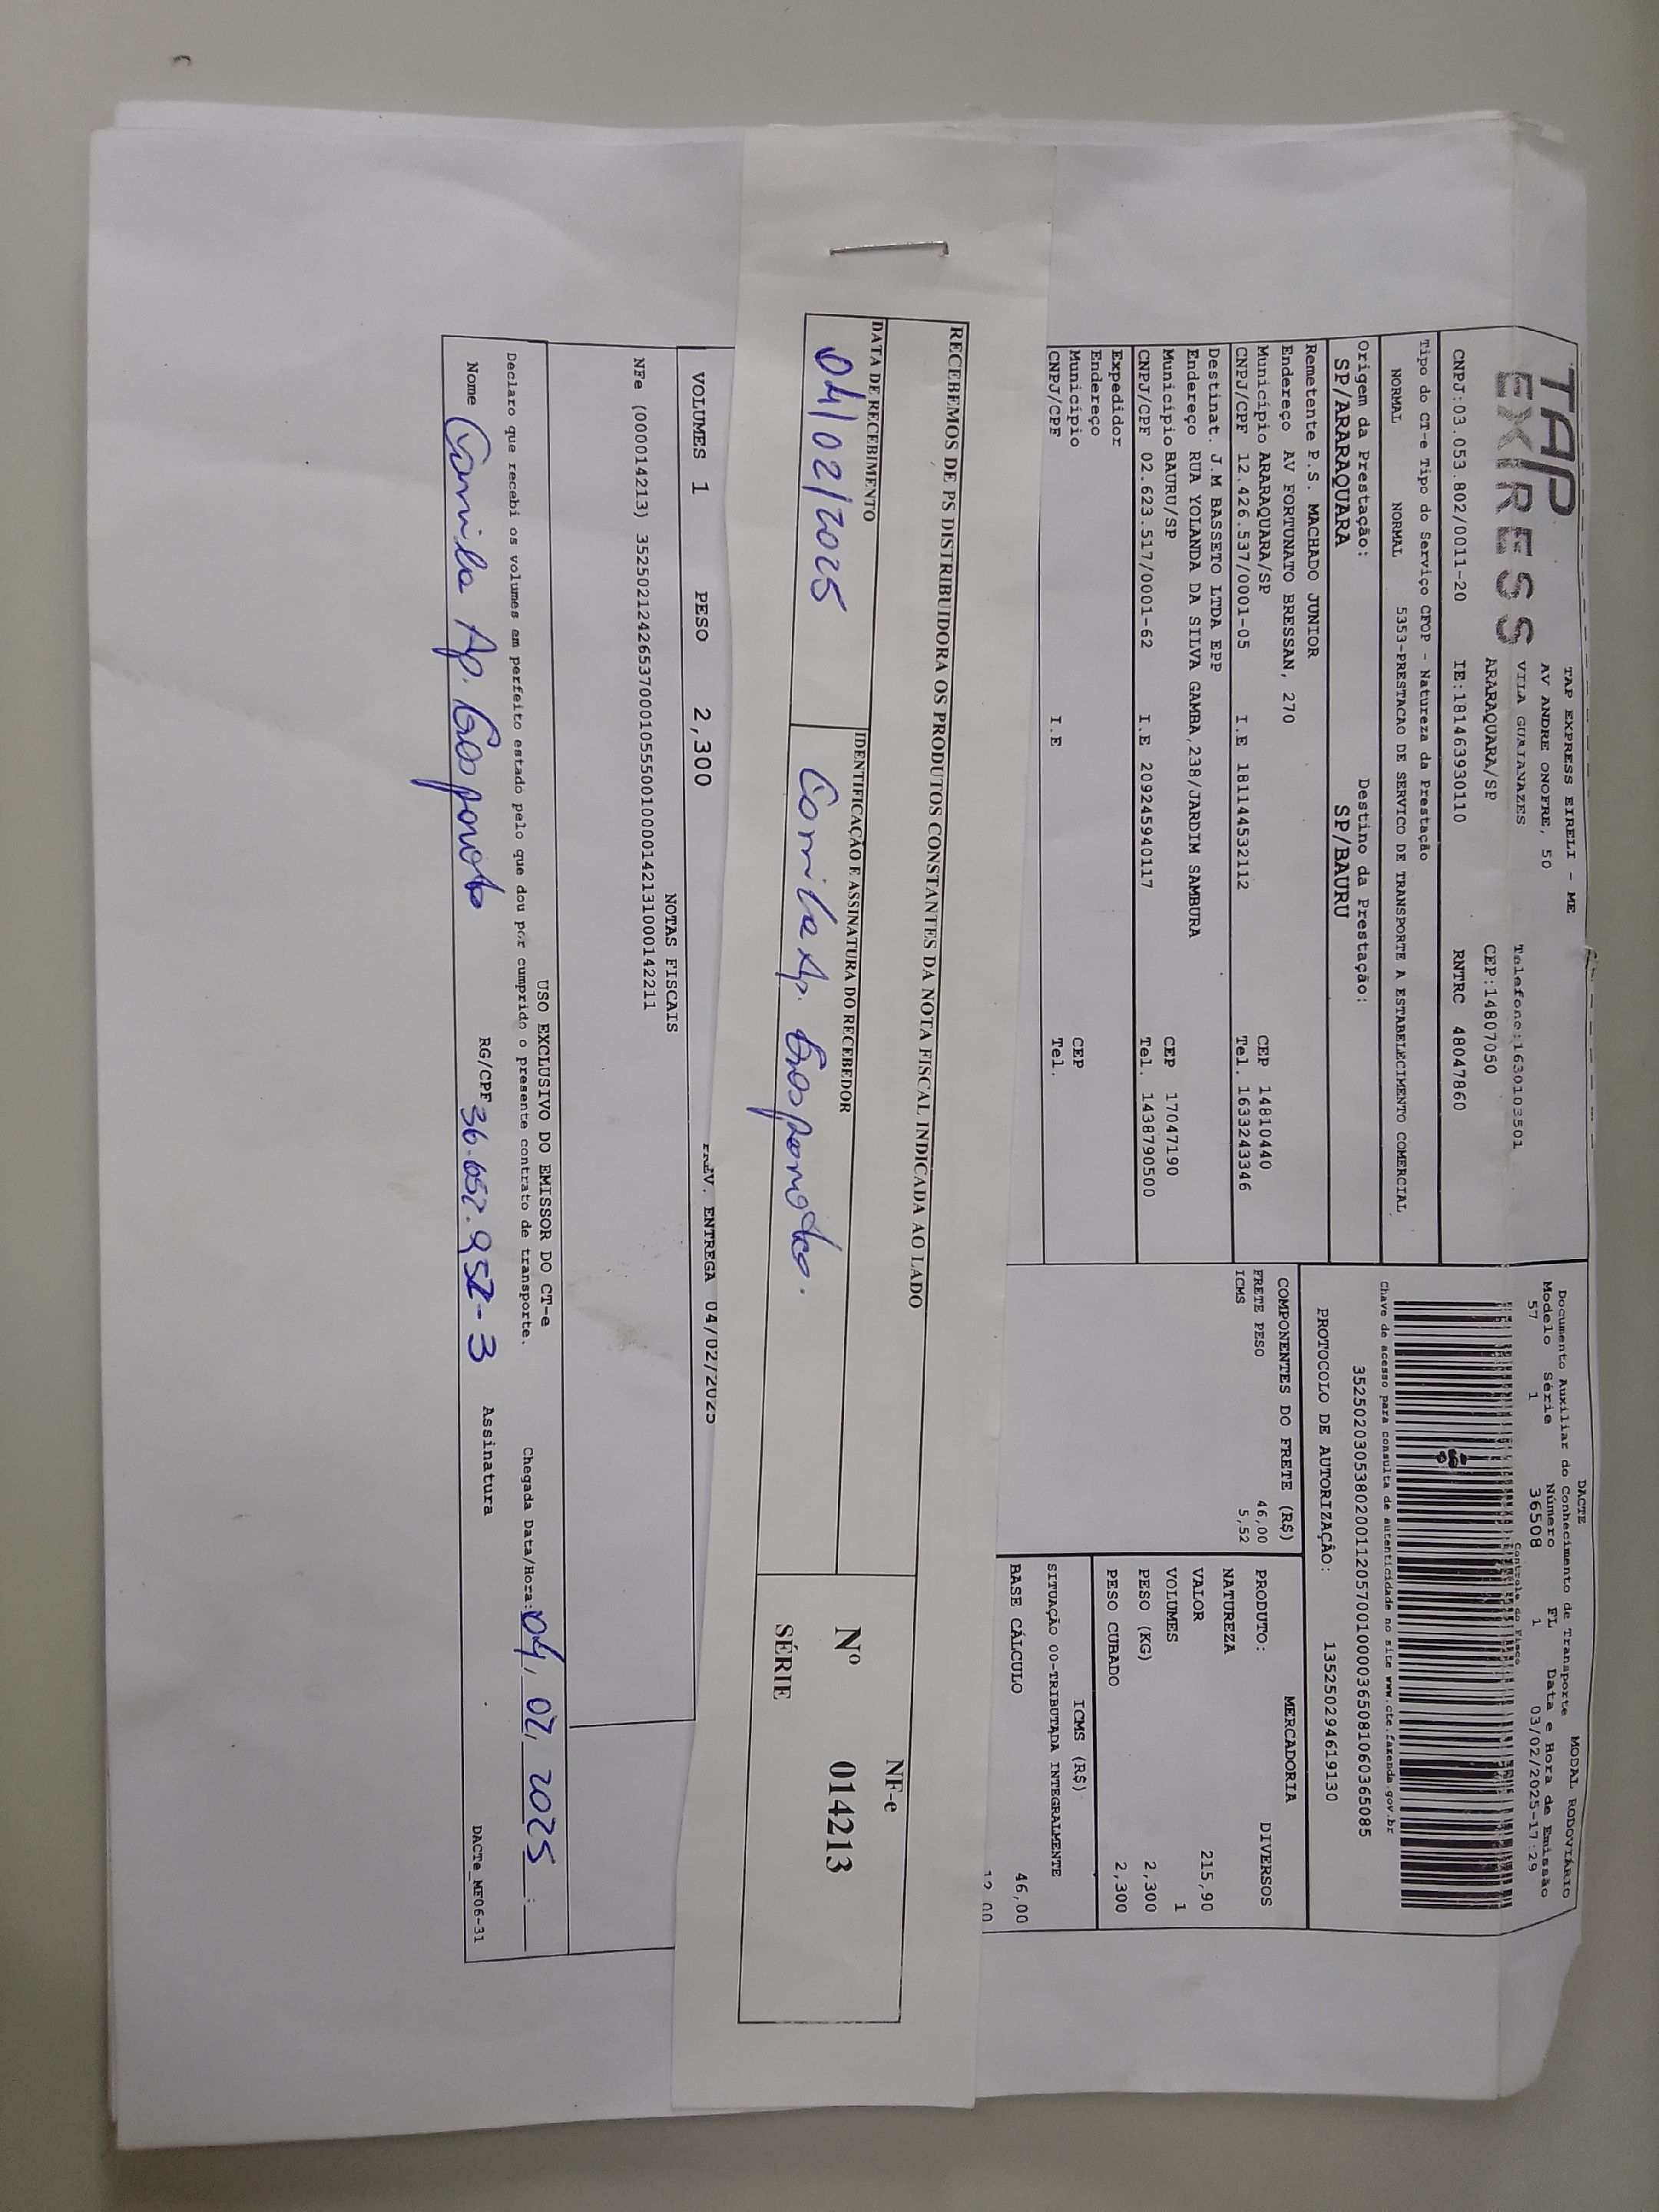 TAP
EXPRESS
TAP EXPRESS EIRELI - ME
AV ANDRE ONOFRE, 50
VILA GUAIANAZES Telefone:1630103501
ARARAQUARA/SP CEP:14807050
CNPJ:03.053.802/0011-20 IE:181463930110 RNTRC 48047860
Tipo do CT-e Tipo do Serviço CFOP - Natureza da Prestação
NORMAL NORMAL 5353-PRESTACAO DE SERVICO DE TRANSPORTE A ESTABELECIMENTO COMERCIAL
Origem da Prestação: Destino da Prestação:
SP/ARARAQUARA SP/BAURU
Remetente P.S. MACHADO JUNIOR
Endereço AV FORTUNATO BRESSAN, 270
Município ARARAQUARA/SP CEP 14810440
CNPJ/CPF 12.426.537/0001-05 I.E 181144532112 Tel. 1633243346
Destinat. J.M BASSETO LTDA EPP
Endereço RUA YOLANDA DA SILVA GAMBA,238/JARDIM SAMBURA
Município BAURU/SP CEP 17047190
CNPJ/CPF 02.623.517/0001-62 I.E 209245940117 Tel. 1438790500
Expedidor
Endereço
Município CEP
CNPJ/CPF I.E Tel.
DACTE MODAL RODOVIÁRIO
Documento Auxiliar do Conhecimento de Transporte
Modelo Série Número FL Data e Hora de Emissão
57 1 36508 1 03/02/2025-17:29
Controle do Fisco
Chave de acesso para consulta de autenticidade no site www.cte.fazenda.gov.br
35250203053802001120570010000365081060365085
PROTOCOLO DE AUTORIZAÇÃO: 135250294619130
COMPONENTES DO FRETE (R$)
FRETE PESO 46,00
ICMS 5,52
MERCADORIA
PRODUTO: DIVERSOS
NATUREZA
VALOR 215,90
VOLUMES 1
PESO (KG) 2,300
PESO CUBADO 2,300
ICMS (R$)
SITUAÇÃO 00-TRIBUTADA INTEGRALMENTE
BASE CÁLCULO 46,00
12,00
RECEBEMOS DE PS DISTRIBUIDORA OS PRODUTOS CONSTANTES DA NOTA FISCAL INDICADA AO LADO
DATA DE RECEBIMENTO IDENTIFICAÇÃO E ASSINATURA DO RECEBEDOR
04/02/2025 Camila Ap. Gasparoto.
NF-e
Nº 014213
SÉRIE
PREV. ENTREGA 04/02/2025
VOLUMES 1 PESO 2,300
NOTAS FISCAIS
NFe (000014213) 35250212426537000105550010000142131000142211
USO EXCLUSIVO DO EMISSOR DO CT-e
Declaro que recebi os volumes em perfeito estado pelo que dou por cumprido o presente contrato de transporte. Chegada Data/Hora: 04, 02, 2025 :
Nome Camila Ap. Gasparoto RG/CPF 36.652.952-3 Assinatura DACTe_MF06-31